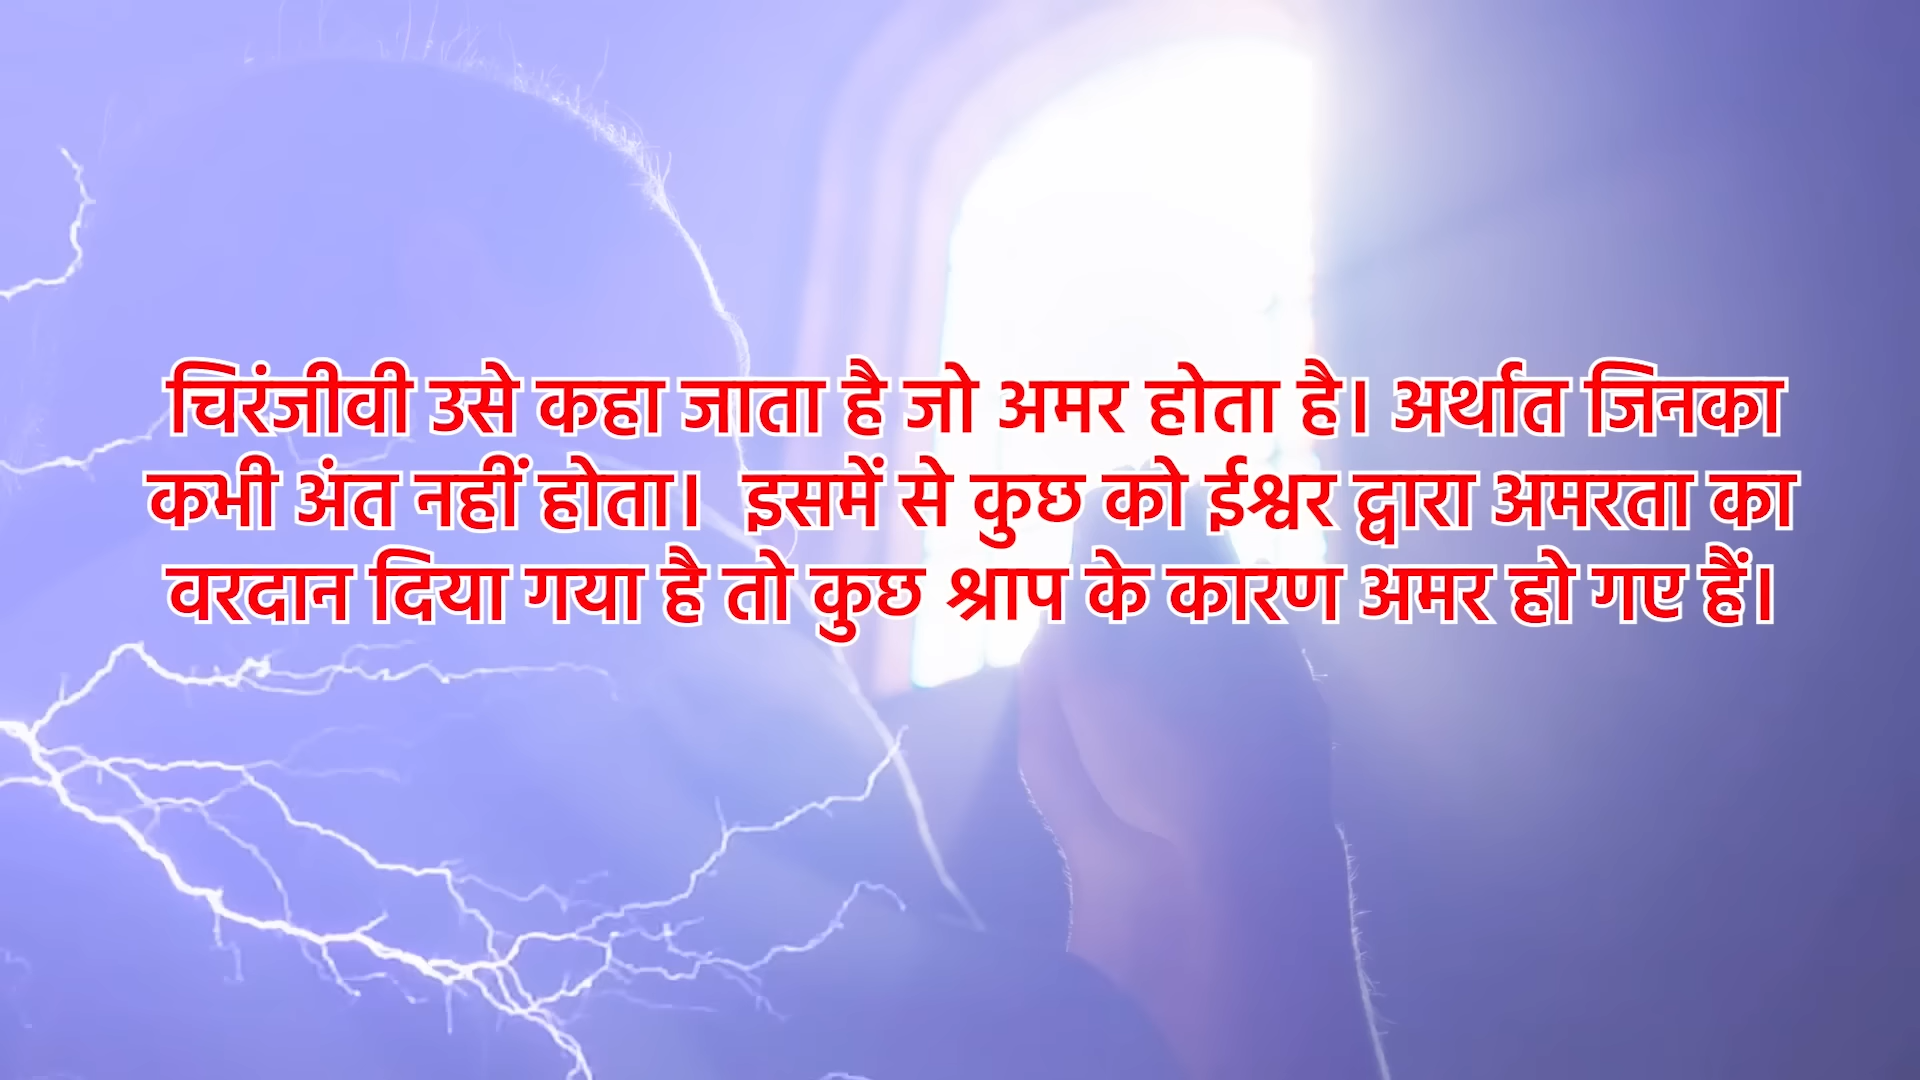 चिरंजीवी उसे कहा जाता है जो अमर होता है। अर्थात जिनका
कभी अंत नहीं होता।  इसमें से कुछ को ईश्वर द्वारा अमरता का
वरदान दिया गया है तो कुछ श्राप के कारण अमर हो गए हैं।